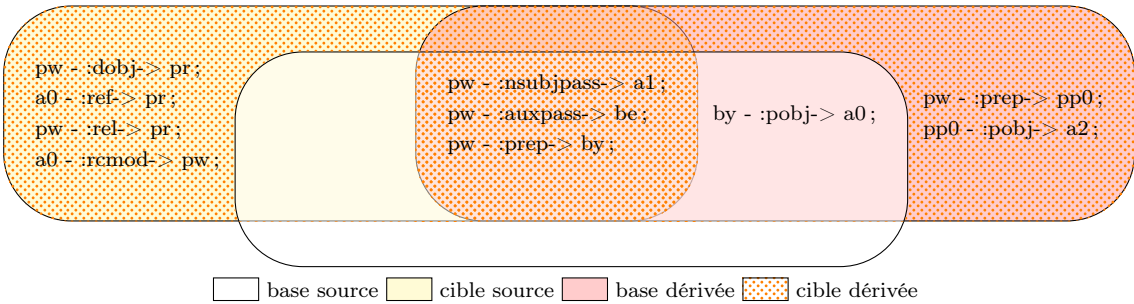 pw - :dobj-> pr ;
a0 - :ref-> pr ;
pw - :rel-> pr ;
a0 - :rcmod-> pw ;
pw - :nsubjpass-> a1 ;
pw - :auxpass-> be ;
pw - :prep-> by ;
by - :pobj-> a0 ;
pw - :prep-> pp0 ;
pp0 - :pobj-> a2 ;
base source cible source base dérivée cible dérivée